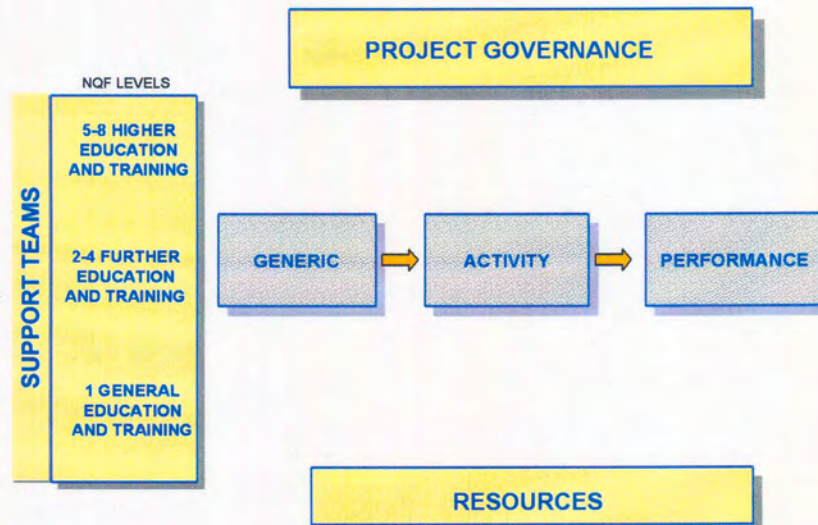 PROJECT GOVERNANCE
NQF LEVELS
SUPPORT TEAMS
5-8 HIGHER
EDUCATION
AND TRAINING
2-4 FURTHER
EDUCATION
AND TRAINING
1 GENERAL
EDUCATION
AND TRAINING
GENERIC
ACTIVITY
PERFORMANCE
RESOURCES